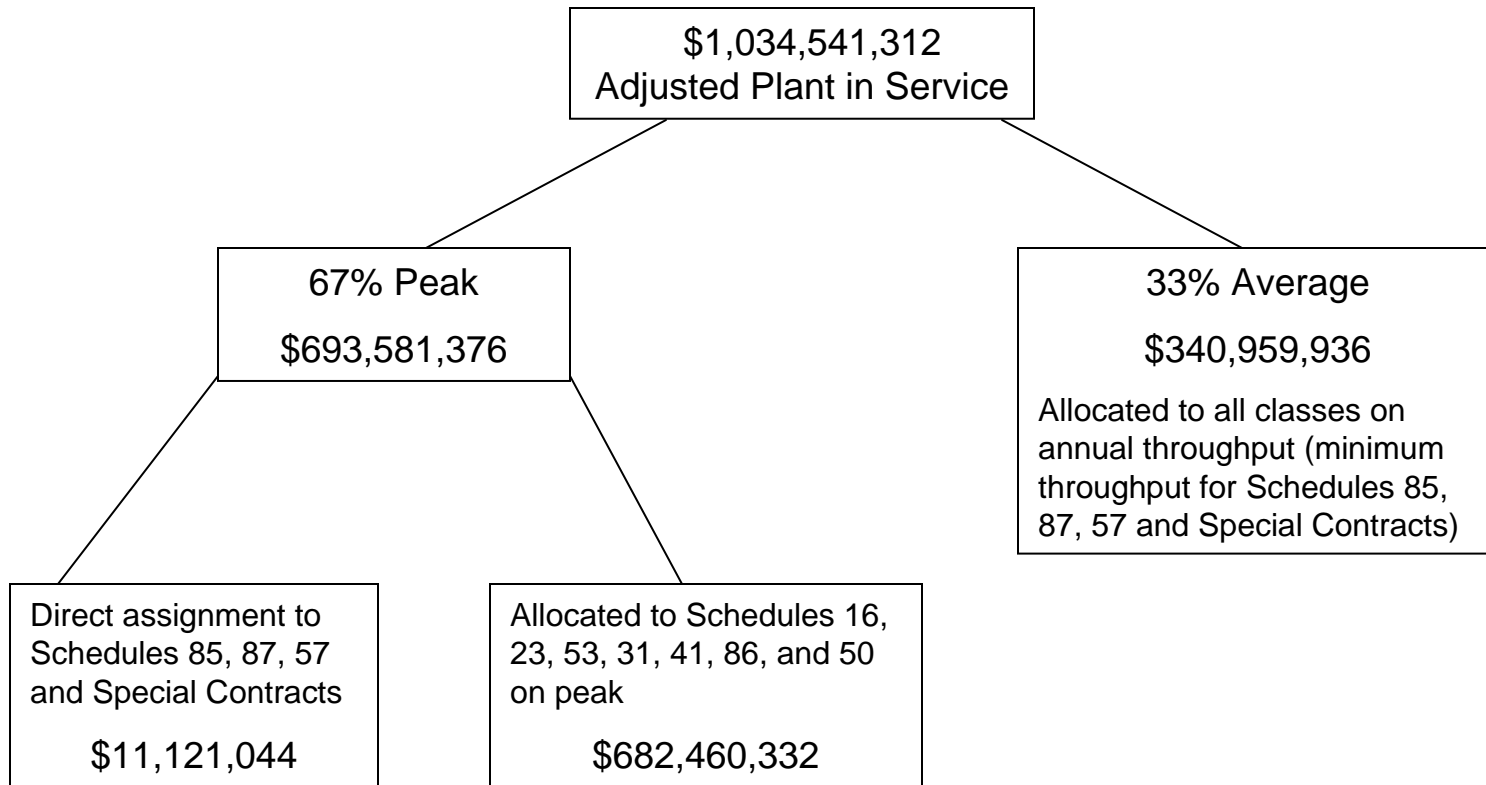 $1,034,541,312
Adjusted Plant in Service
67% Peak
$693,581,376
33% Average
$340,959,936
Allocated to all classes on
annual throughput (minimum
throughput for Schedules 85,
87, 57 and Special Contracts)
Direct assignment to
Schedules 85, 87, 57
and Special Contracts
$11,121,044
Allocated to Schedules 16,
23, 53, 31, 41, 86, and 50
on peak
$682,460,332